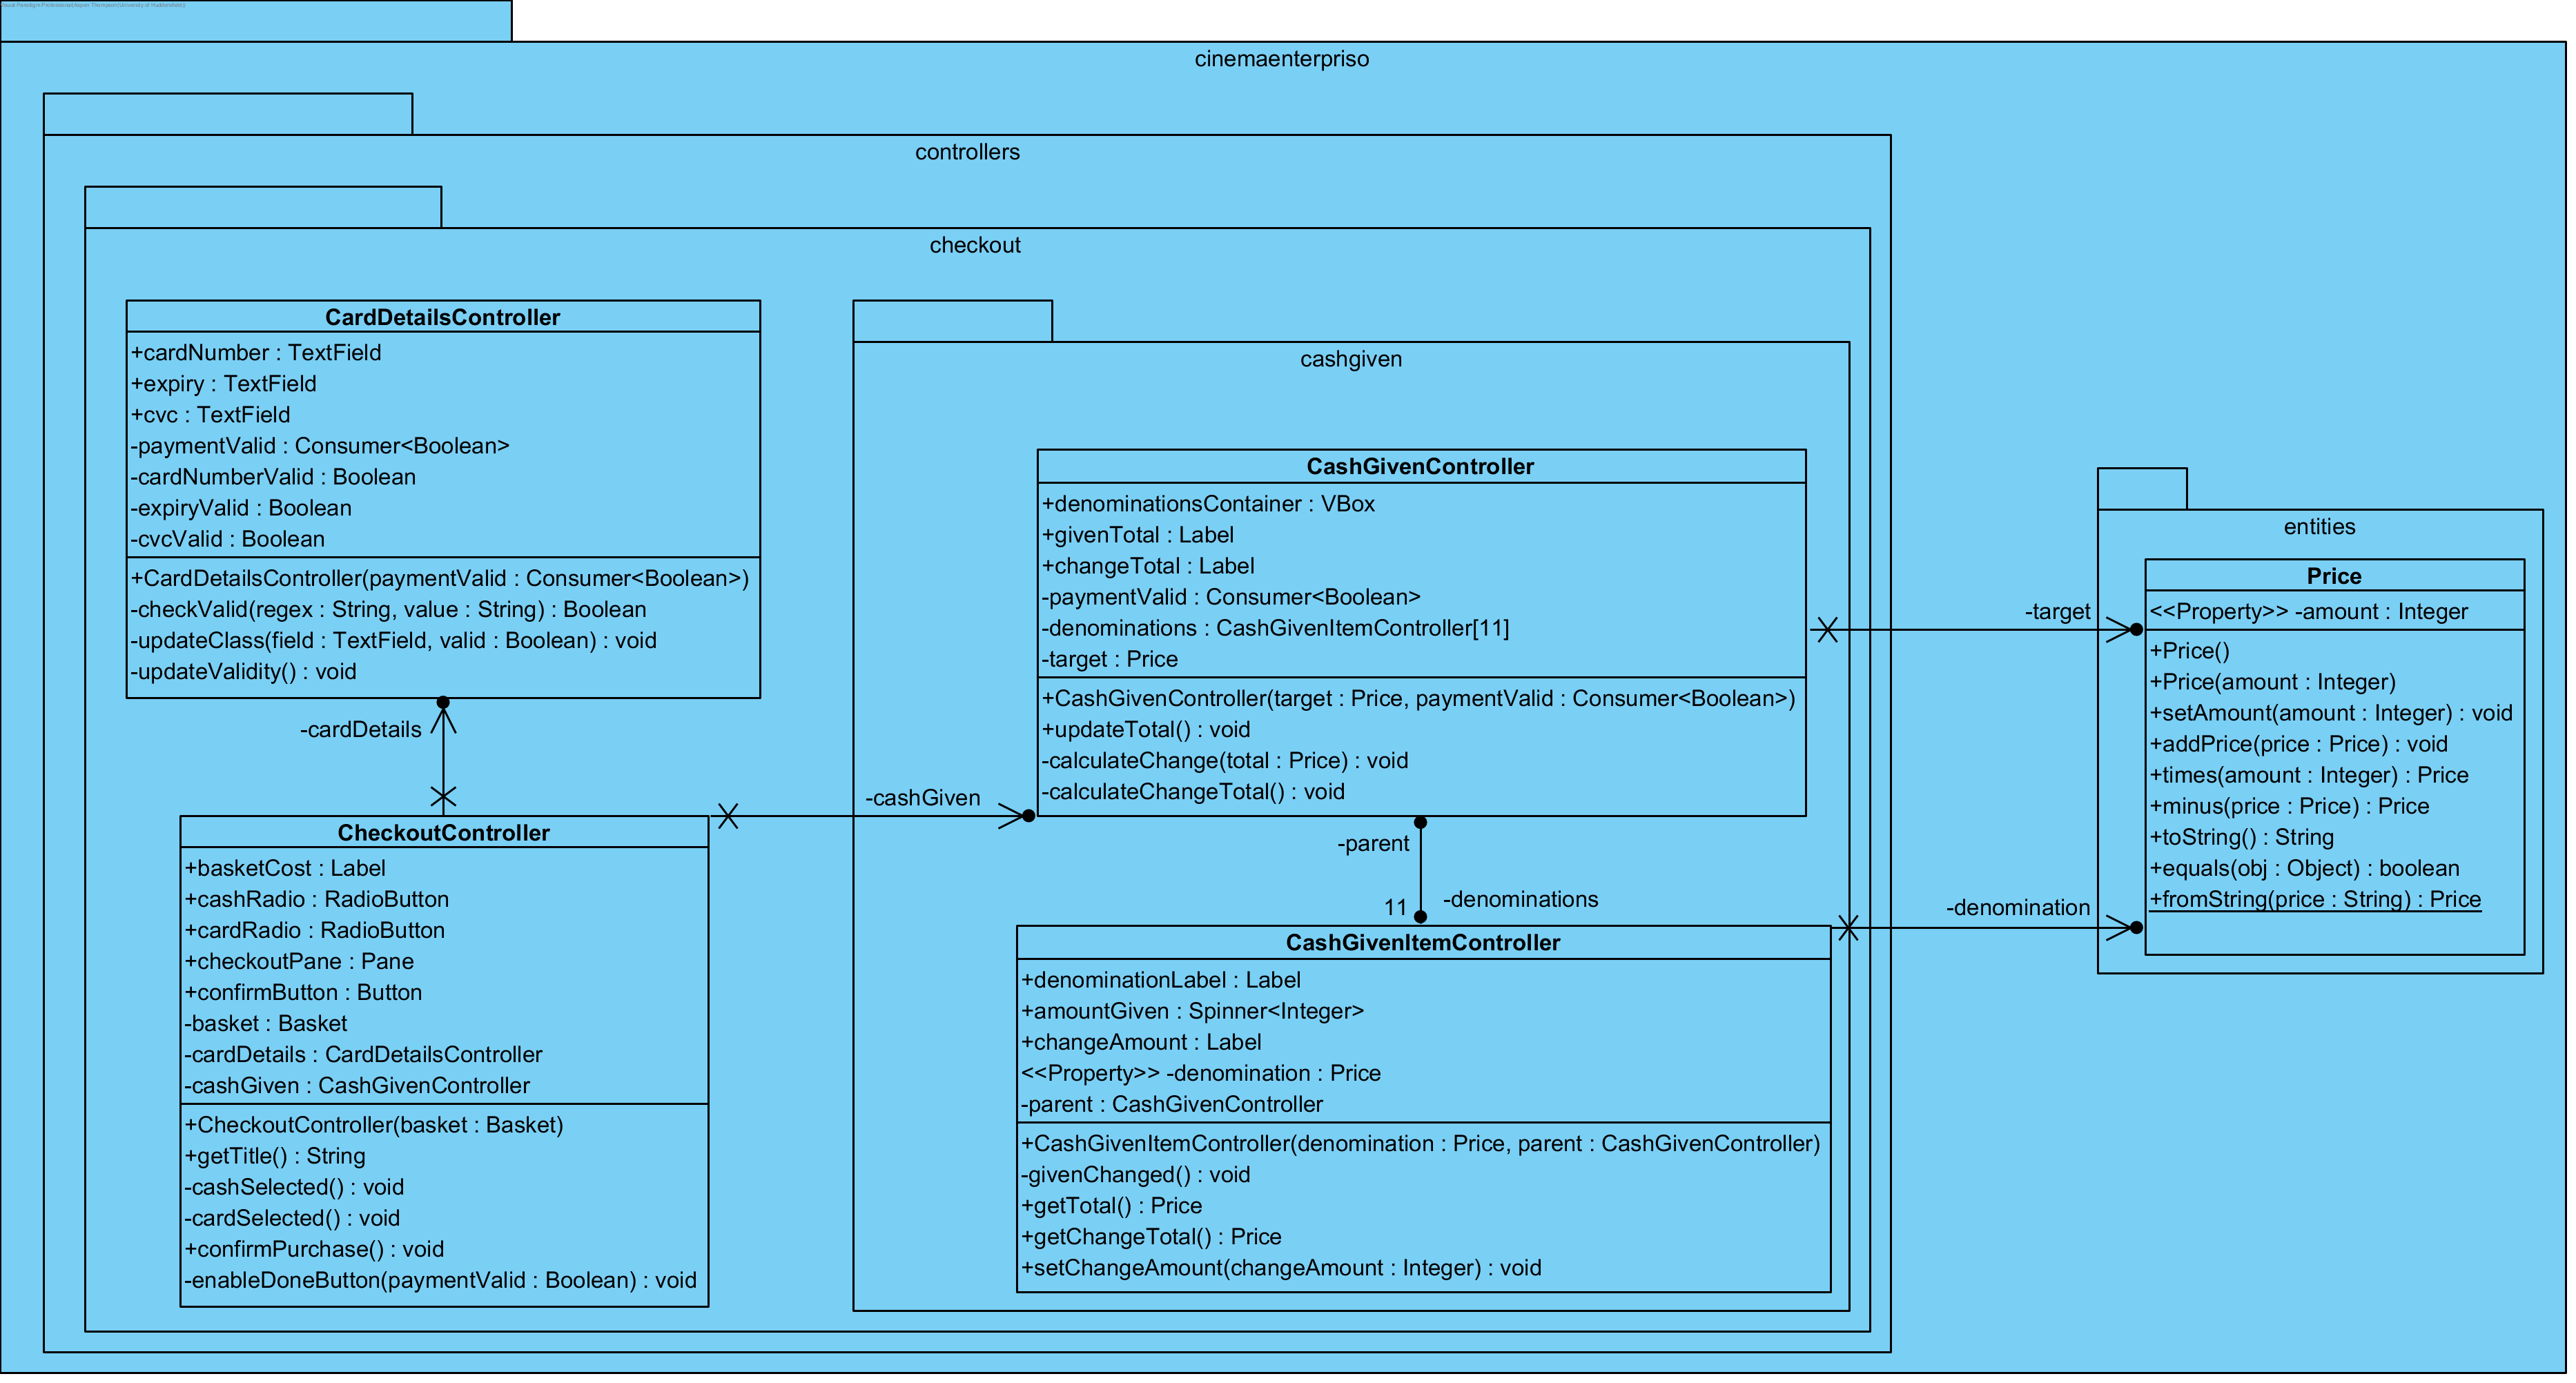 Visual Paradigm Professional(Aspen Thompson(University of Huddersfield))
cinemaenterpriso
controllers
checkout
CardDetailsController
+cardNumber : TextField
+expiry : TextField
+cvc : TextField
-paymentValid : Consumer<Boolean>
-cardNumberValid : Boolean
-expiryValid : Boolean
-cvcValid : Boolean
+CardDetailsController(paymentValid : Consumer<Boolean>)
-checkValid(regex : String, value : String) : Boolean
-updateClass(field : TextField, valid : Boolean) : void
-updateValidity() : void
-cardDetails
CheckoutController
+basketCost : Label
+cashRadio : RadioButton
+cardRadio : RadioButton
+checkoutPane : Pane
+confirmButton : Button
-basket : Basket
-cardDetails : CardDetailsController
-cashGiven : CashGivenController
+CheckoutController(basket : Basket)
+getTitle() : String
-cashSelected() : void
-cardSelected() : void
+confirmPurchase() : void
-enableDoneButton(paymentValid : Boolean) : void
-cashGiven
cashgiven
CashGivenController
+denominationsContainer : VBox
+givenTotal : Label
+changeTotal : Label
-paymentValid : Consumer<Boolean>
-denominations : CashGivenItemController[11]
-target : Price
+CashGivenController(target : Price, paymentValid : Consumer<Boolean>)
+updateTotal() : void
-calculateChange(total : Price) : void
-calculateChangeTotal() : void
-parent
11
-denominations
CashGivenItemController
+denominationLabel : Label
+amountGiven : Spinner<Integer>
+changeAmount : Label
<<Property>> -denomination : Price
-parent : CashGivenController
+CashGivenItemController(denomination : Price, parent : CashGivenController)
-givenChanged() : void
+getTotal() : Price
+getChangeTotal() : Price
+setChangeAmount(changeAmount : Integer) : void
-target
-denomination
entities
Price
<<Property>> -amount : Integer
+Price()
+Price(amount : Integer)
+setAmount(amount : Integer) : void
+addPrice(price : Price) : void
+times(amount : Integer) : Price
+minus(price : Price) : Price
+toString() : String
+equals(obj : Object) : boolean
+fromString(price : String) : Price